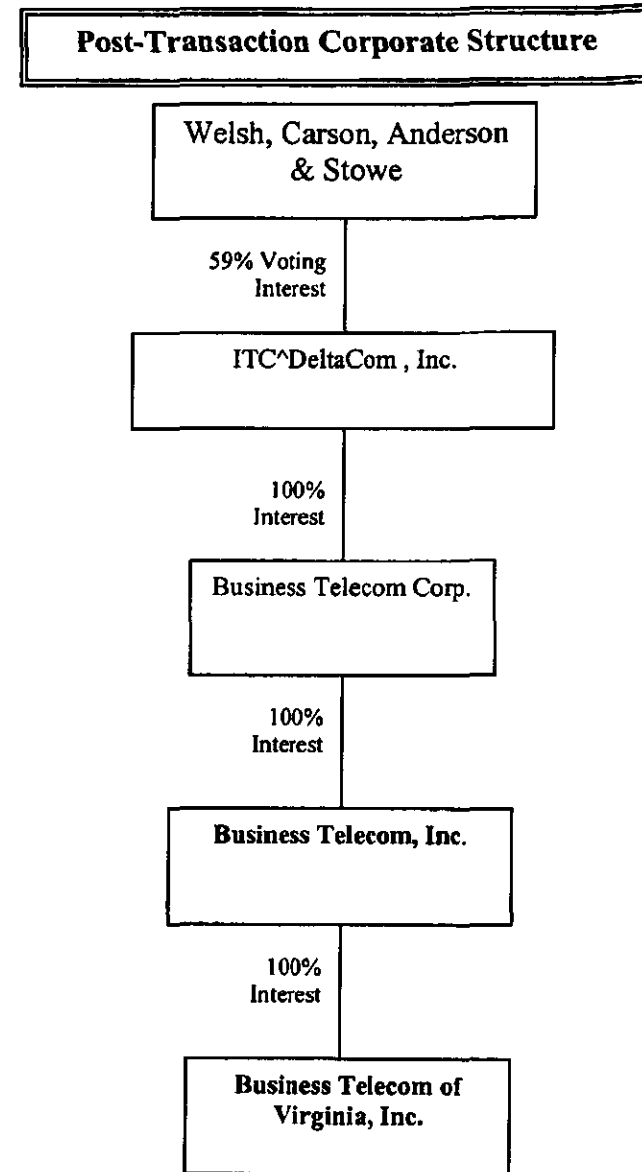 Post-Transaction Corporate Structure
Welsh, Carson, Anderson
& Stowe
59% Voting
Interest
ITC^DeltaCom , Inc.
100%
Interest
Business Telecom Corp.
100%
Interest
Business Telecom, Inc.
100%
Interest
Business Telecom of
Virginia, Inc.